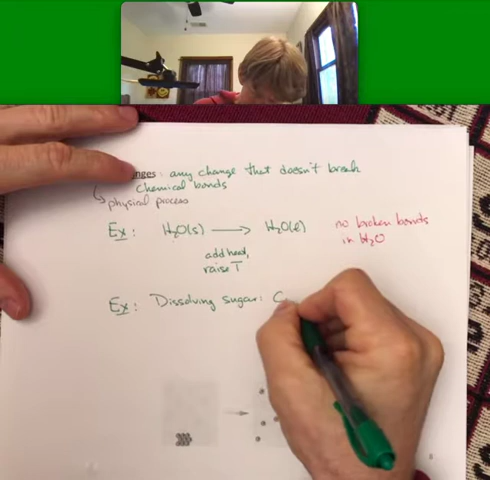 nges: any change that doesn't break
chemical bonds
physical process
Ex: H₂O(s) → H₂O(l) no broken bonds
in H₂O
add heat,
raise T
Ex: Dissolving sugar: C